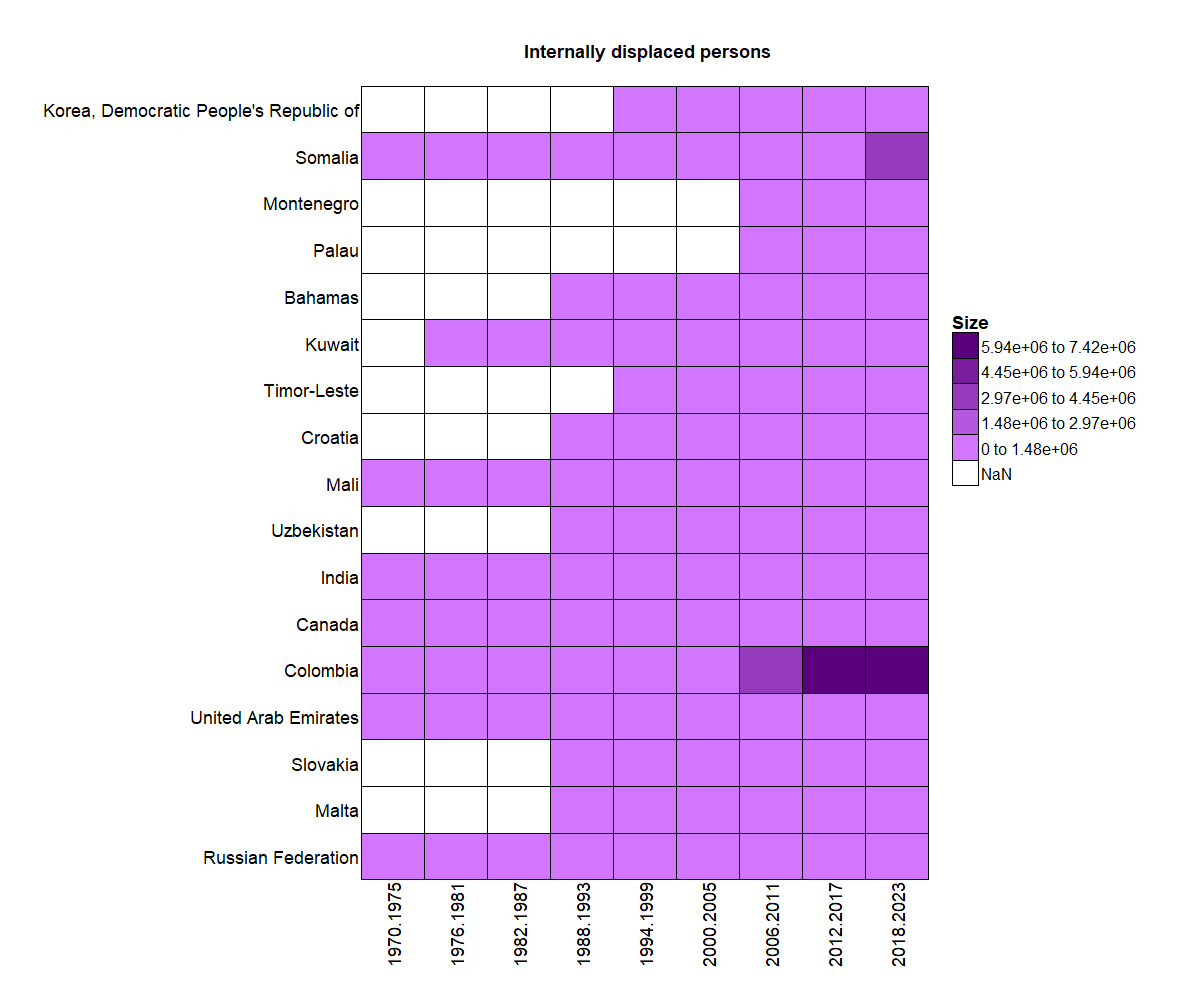 Internally displaced persons
Korea, Democratic People's Republic of
Somalia
Montenegro
Palau
Bahamas
Kuwait
Timor-Leste
Croatia
Mali
Uzbekistan
India
Canada
Colombia
United Arab Emirates
Slovakia
Malta
Russian Federation
1970.1975
1976.1981
1982.1987
1988.1993
1994.1999
2000.2005
2006.2011
2012.2017
2018.2023
Size
5.94e+06 to 7.42e+06
4.45e+06 to 5.94e+06
2.97e+06 to 4.45e+06
1.48e+06 to 2.97e+06
0 to 1.48e+06
NaN